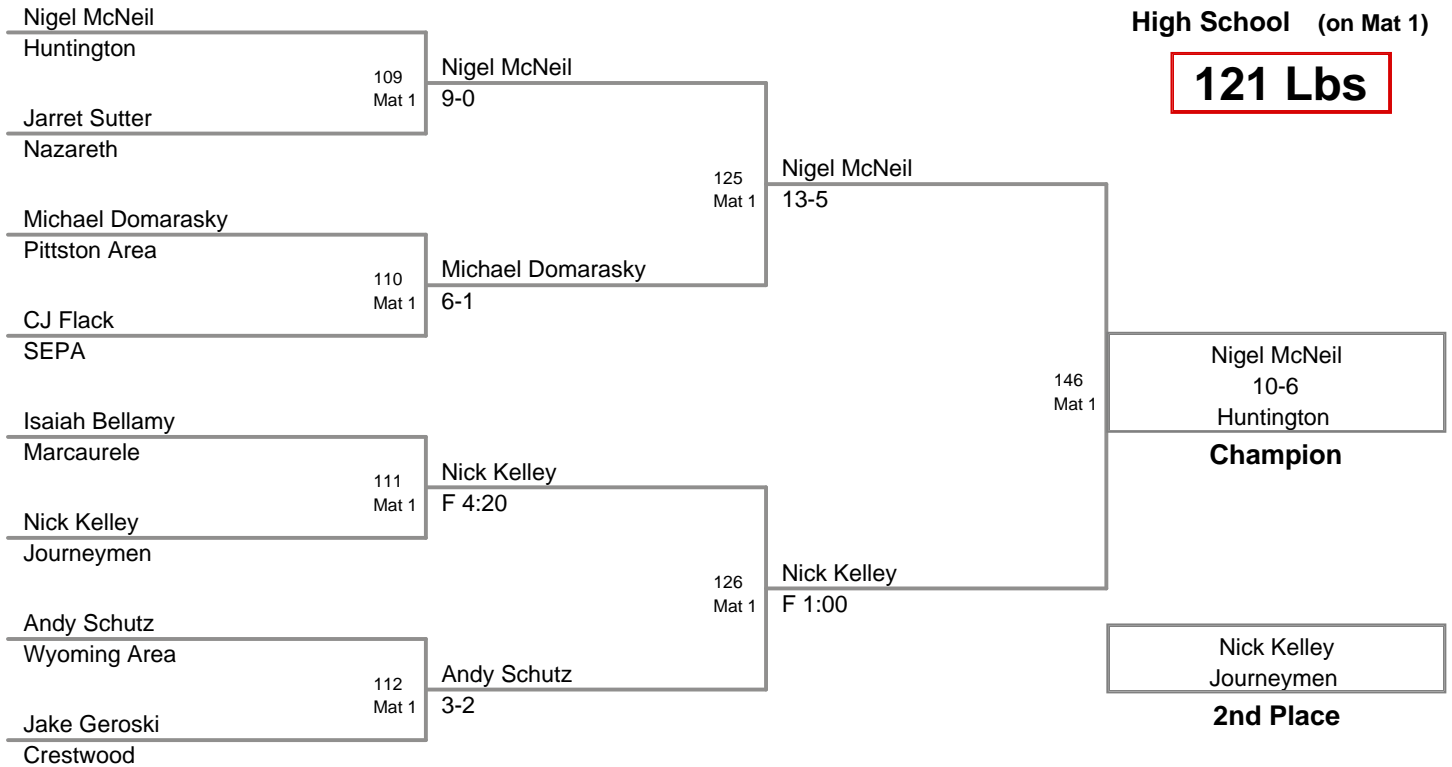 High School (on Mat 1)
121 Lbs
Nigel McNeil
Huntington
109
Mat 1
Jarret Sutter
Nazareth
Nigel McNeil
9-0
Michael Domarasky
Pittston Area
110
Mat 1
CJ Flack
SEPA
Michael Domarasky
6-1
125
Mat 1
Nigel McNeil
13-5
Isaiah Bellamy
Marcaurele
111
Mat 1
Nick Kelley
Journeymen
Nick Kelley
F 4:20
Andy Schutz
Wyoming Area
112
Mat 1
Jake Geroski
Crestwood
Andy Schutz
3-2
126
Mat 1
Nick Kelley
F 1:00
146
Mat 1
Nigel McNeil
10-6
Huntington
Champion
Nick Kelley
Journeymen
2nd Place